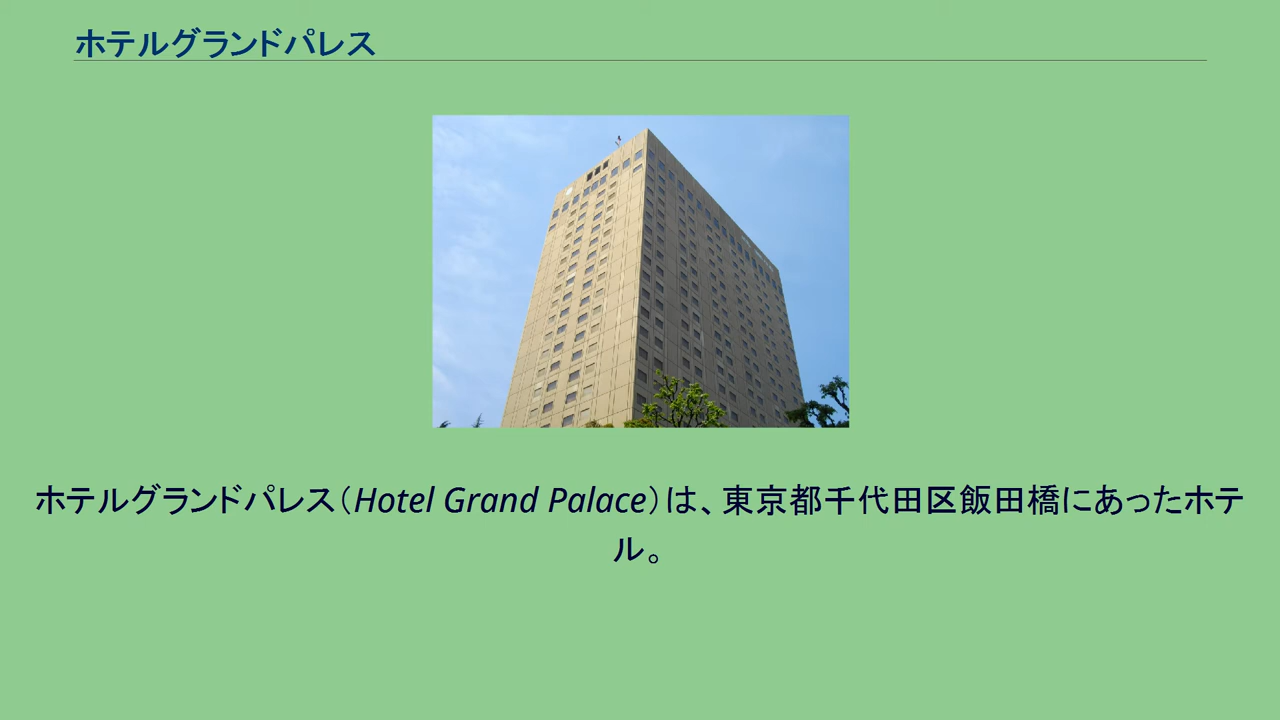 ホテルグランドパレス
ホテルグランドパレス（Hotel Grand Palace）は、東京都千代田区飯田橋にあったホテ
ル。